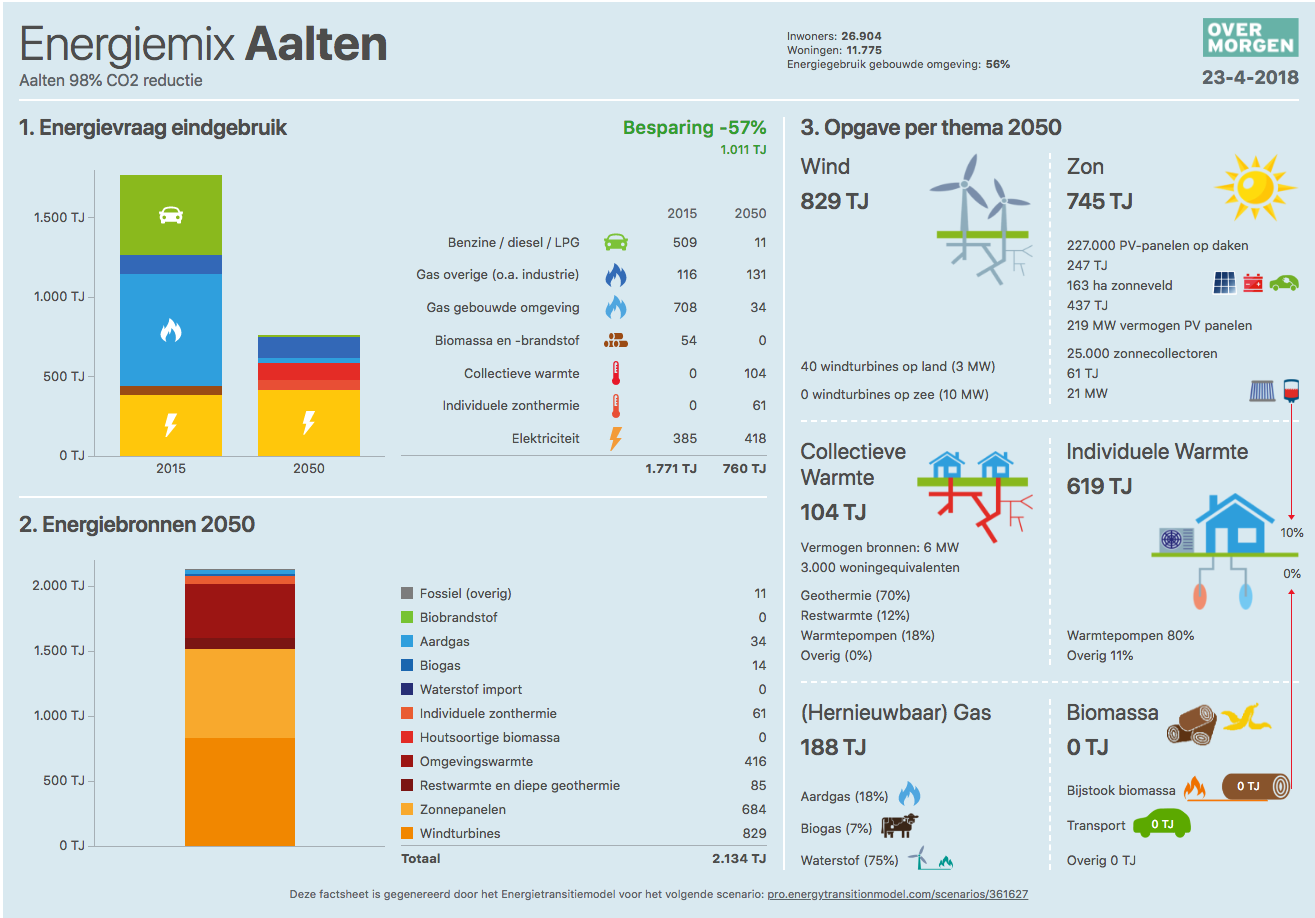 Energiemix Aalten
Aalten 98% CO2 reductie
Inwoners: 26.904
Woningen: 11.775
Energiegebruik gebouwde omgeving: 56%
OVER
MORGEN
23-4-2018
1. Energievraag eindgebruik
Besparing -57%
1.011 TJ
1.500 TJ
1.000 TJ
500 TJ
0 TJ
2015 2050
2015 2050
Benzine / diesel / LPG 509 11
Gas overige (o.a. industrie) 116 131
Gas gebouwde omgeving 708 34
Biomassa en -brandstof 54 0
Collectieve warmte 0 104
Individuele zonthermie 0 61
Elektriciteit 385 418
1.771 TJ 760 TJ
2. Energiebronnen 2050
2.000 TJ
1.500 TJ
1.000 TJ
500 TJ
0 TJ
Fossiel (overig) 11
Biobrandstof 0
Aardgas 34
Biogas 14
Waterstof import 0
Individuele zonthermie 61
Houtsoortige biomassa 0
Omgevingswarmte 416
Restwarmte en diepe geothermie 85
Zonnepanelen 684
Windturbines 829
Totaal 2.134 TJ
3. Opgave per thema 2050
Wind
829 TJ
40 windturbines op land (3 MW)
0 windturbines op zee (10 MW)
Zon
745 TJ
227.000 PV-panelen op daken
247 TJ
163 ha zonneveld
437 TJ
219 MW vermogen PV panelen
25.000 zonnecollectoren
61 TJ
21 MW
Collectieve
Warmte
104 TJ
Vermogen bronnen: 6 MW
3.000 woningequivalenten
Geothermie (70%)
Restwarmte (12%)
Warmtepompen (18%)
Overig (0%)
Individuele Warmte
619 TJ
10%
0%
Warmtepompen 80%
Overig 11%
(Hernieuwbaar) Gas
188 TJ
Aardgas (18%)
Biogas (7%)
Waterstof (75%)
Biomassa
0 TJ
Bijstook biomassa 0 TJ
Transport 0 TJ
Overig 0 TJ
Deze factsheet is gegenereerd door het Energietransitiemodel voor het volgende scenario: pro.energytransitionmodel.com/scenarios/361627